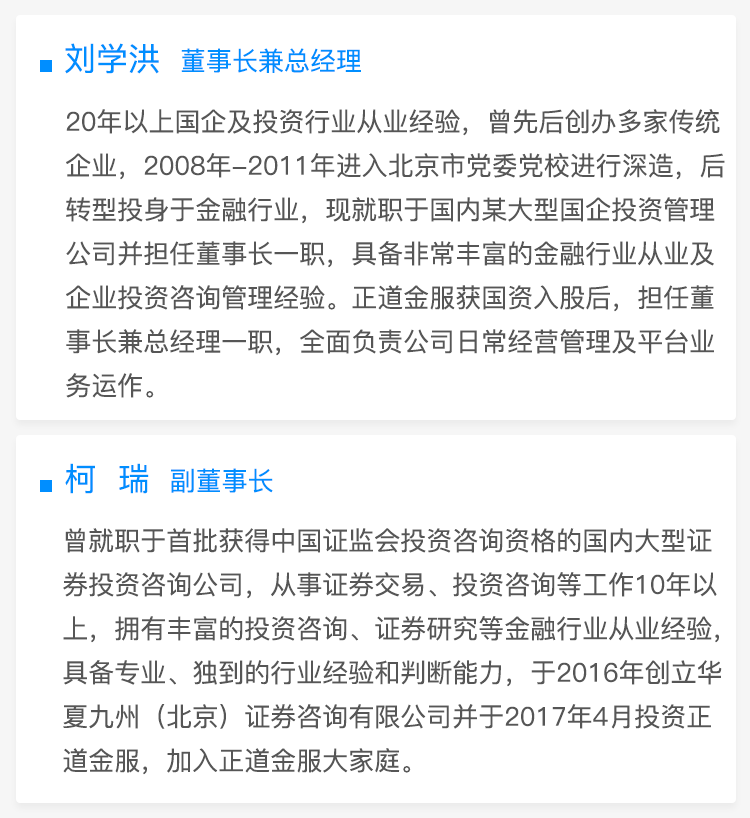 刘学洪 董事长兼总经理
20年以上国企及投资行业从业经验，曾先后创办多家传统
企业，2008年-2011年进入北京市党委党校进行深造，后
转型投身于金融行业，现就职于国内某大型国企投资管理
公司并担任董事长一职，具备非常丰富的金融行业从业及
企业投资咨询管理经验。正道金服获国资入股后，担任董
事长兼总经理一职，全面负责公司日常经营管理及平台业
务运作。
柯 瑞 副董事长
曾就职于首批获得中国证监会投资咨询资格的国内大型证
券投资咨询公司，从事证券交易、投资咨询等工作10年以
上，拥有丰富的投资咨询、证券研究等金融行业从业经验，
具备专业、独到的行业经验和判断能力，于2016年创立华
夏九州（北京）证券咨询有限公司并于2017年4月投资正
道金服，加入正道金服大家庭。